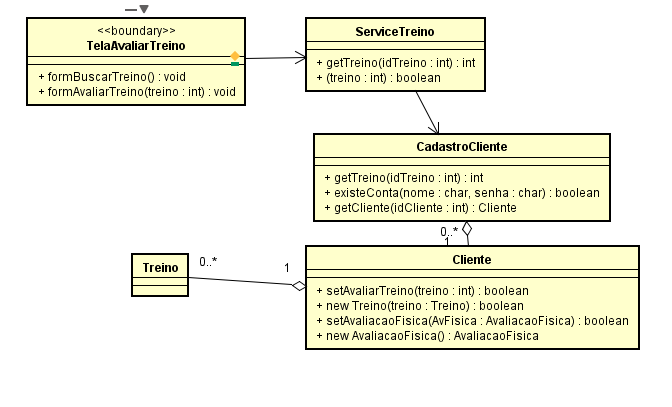 <<boundary>>
TelaAvaliarTreino
+ formBuscarTreino() : void
+ formAvaliarTreino(treino : int) : void
ServiceTreino
+ getTreino(idTreino : int) : int
+ (treino : int) : boolean
CadastroCliente
+ getTreino(idTreino : int) : int
+ existeConta(nome : char, senha : char) : boolean
+ getCliente(idCliente : int) : Cliente
0..*
1
Treino
0..*
1
Cliente
+ setAvaliarTreino(treino : int) : boolean
+ new Treino(treino : Treino) : boolean
+ setAvaliacaoFisica(AvFisica : AvaliacaoFisica) : boolean
+ new AvaliacaoFisica() : AvaliacaoFisica